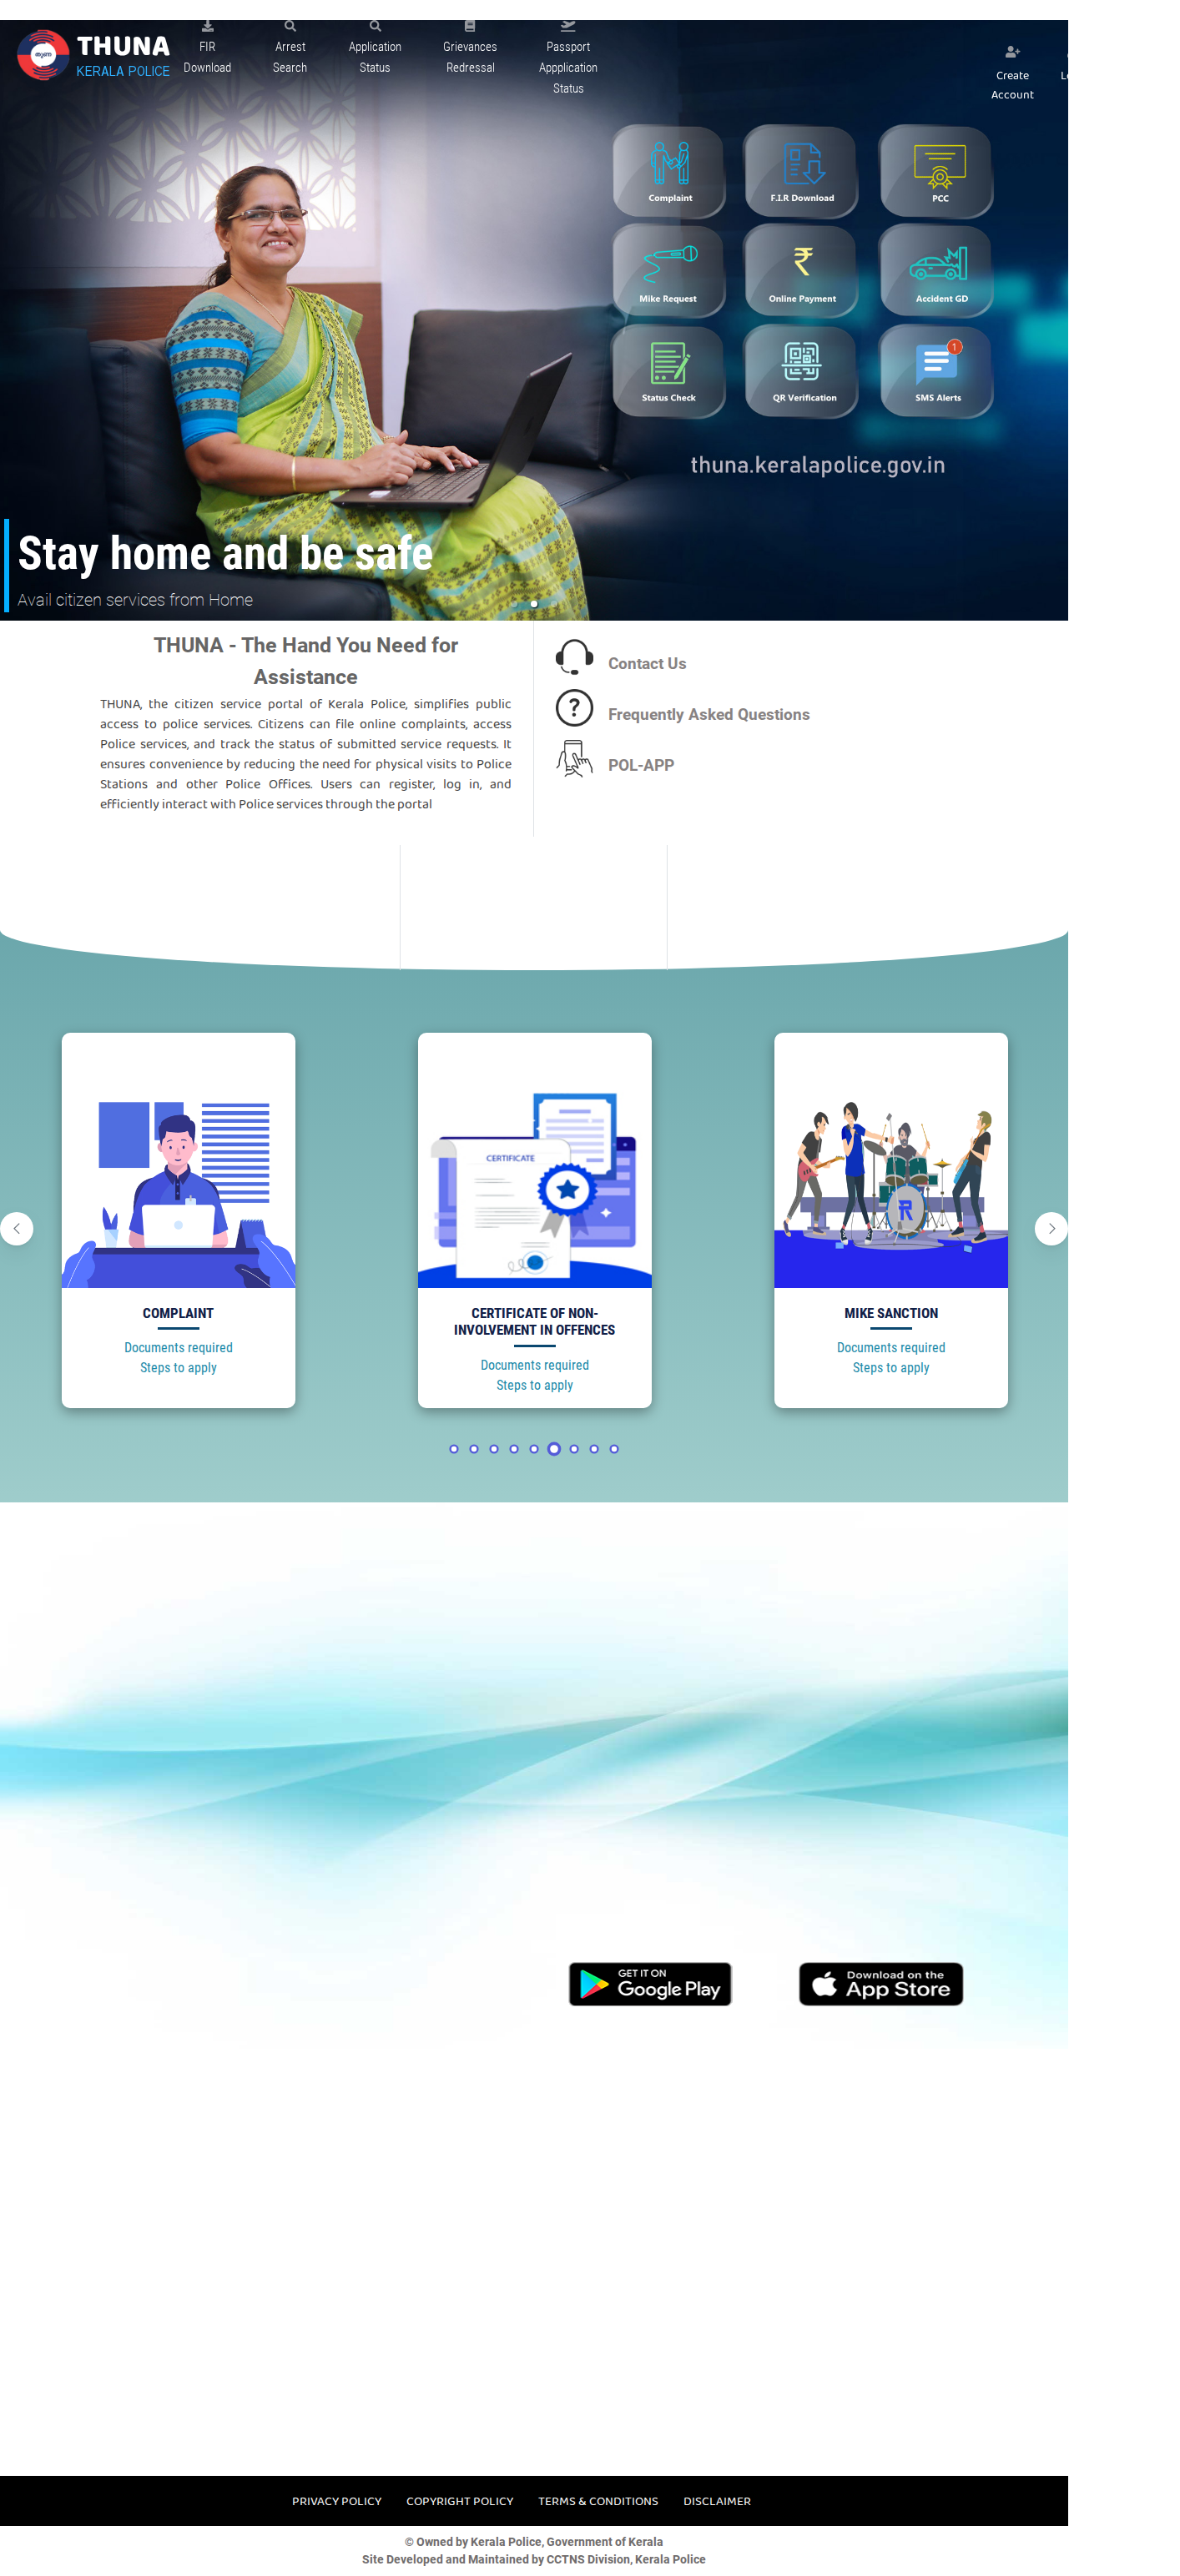 THUNA
KERALA POLICE
FIR
Download
Arrest
Search
Application
Status
Grievances
Redressal
Passport
Appplication
Status
Create
Account
Complaint
F.I.R Download
PCC
Mike Request
Online Payment
Accident GD
Status Check
QR Verification
1
SMS Alerts
thuna.keralapolice.gov.in
Stay home and be safe
Avail citizen services from Home
THUNA - The Hand You Need for
Assistance
THUNA, the citizen service portal of Kerala Police, simplifies public
access to police services. Citizens can file online complaints, access
Police services, and track the status of submitted service requests. It
ensures convenience by reducing the need for physical visits to Police
Stations and other Police Offices. Users can register, log in, and
efficiently interact with Police services through the portal
Contact Us
Frequently Asked Questions
POL-APP
COMPLAINT
Documents required
Steps to apply
CERTIFICATE
CERTIFICATE OF NON-
INVOLVEMENT IN OFFENCES
Documents required
Steps to apply
MIKE SANCTION
Documents required
Steps to apply
GET IT ON
Google Play
Download on the
App Store
PRIVACY POLICY
COPYRIGHT POLICY
TERMS & CONDITIONS
DISCLAIMER
© Owned by Kerala Police, Government of Kerala
Site Developed and Maintained by CCTNS Division, Kerala Police